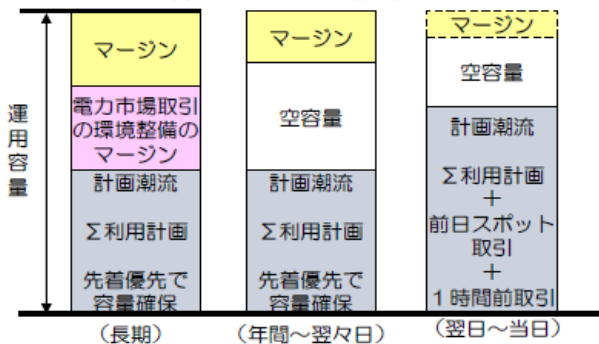 運用容量
マージン
電力市場取引
の環境整備の
マージン
計画潮流
Σ利用計画
先着優先で
容量確保
(長期)
マージン
空容量
計画潮流
Σ利用計画
先着優先で
容量確保
(年間～翌々日)
マージン
空容量
計画潮流
Σ利用計画
+
前日スポット
取引
+
1時間前取引
(翌日～当日)